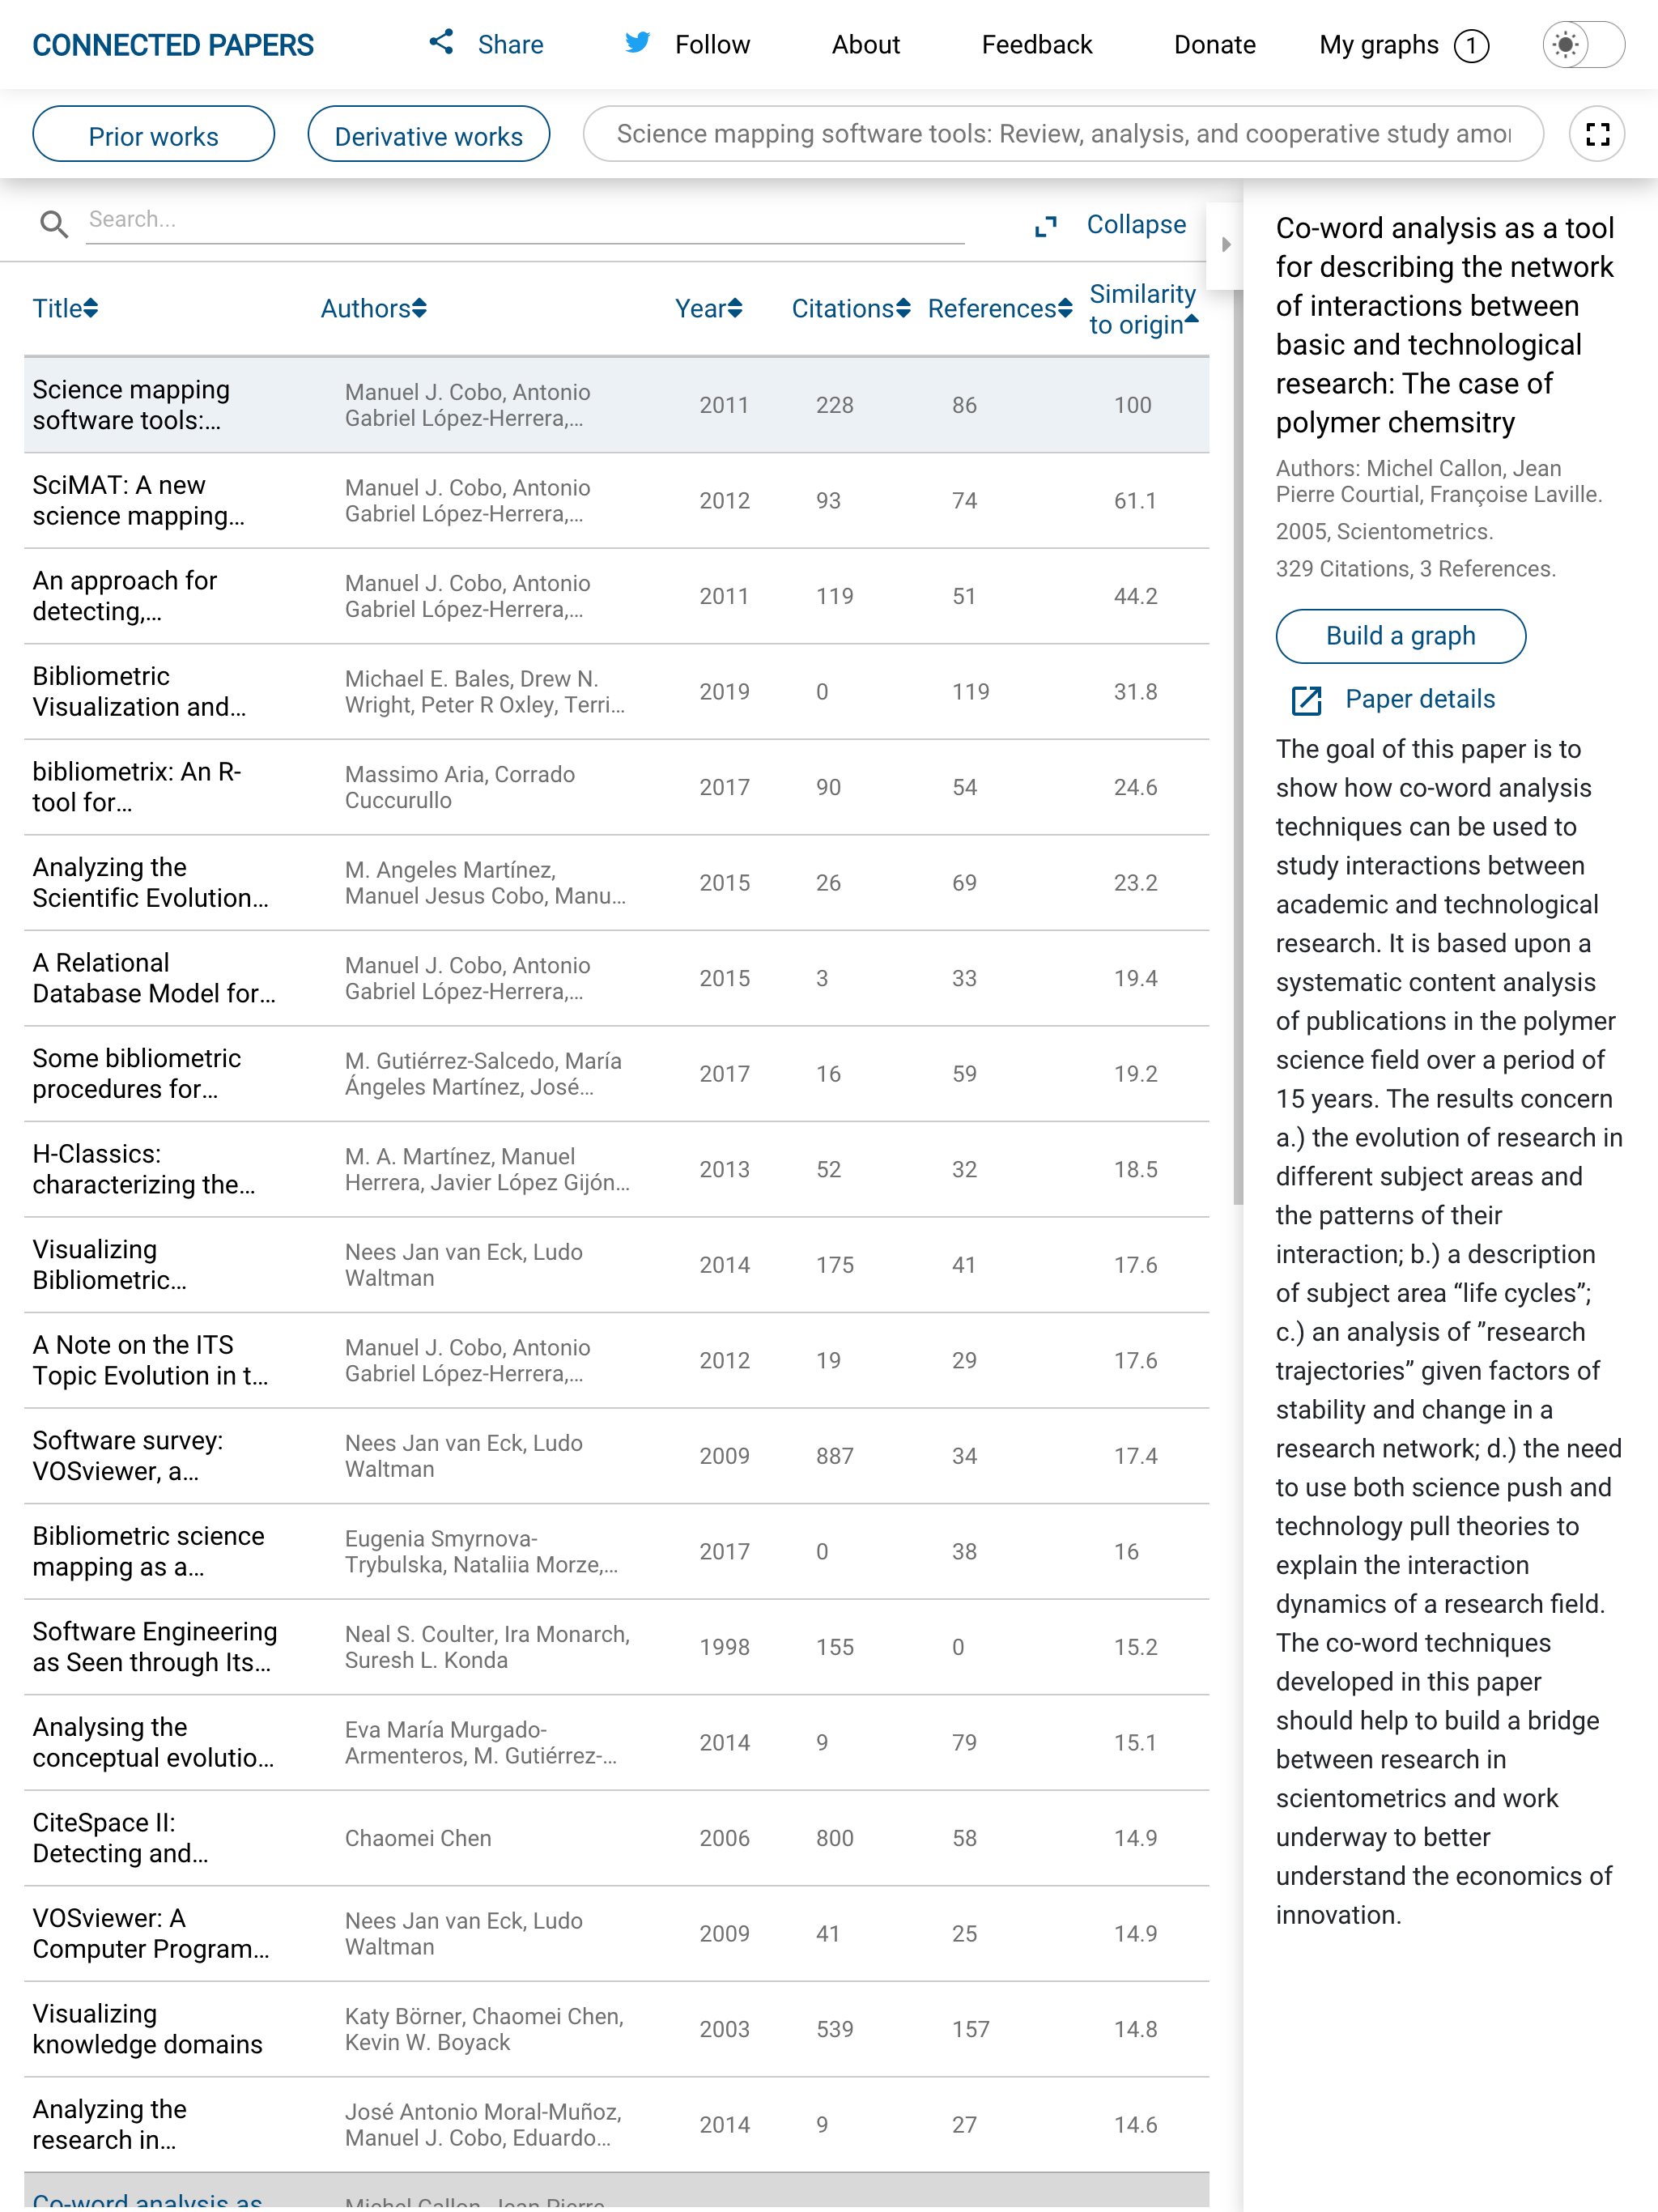 CONNECTED PAPERS
Share
Follow
About
Feedback
Donate
My graphs 1
Prior works
Derivative works
Science mapping software tools: Review, analysis, and cooperative study
Search...
Collapse
Title
Authors
Year
Citations
References
Similarity
to origin
Science mapping
software tools:...
Manuel J. Cobo, Antonio
Gabriel López-Herrera,...
2011 228 86 100
SciMAT: A new
science mapping...
Manuel J. Cobo, Antonio
Gabriel López-Herrera,...
2012 93 74 61.1
An approach for
detecting,...
Manuel J. Cobo, Antonio
Gabriel López-Herrera,...
2011 119 51 44.2
Bibliometric
Visualization and...
Michael E. Bales, Drew N.
Wright, Peter R Oxley, Terri...
2019 0 119 31.8
bibliometrix: An R-
tool for...
Massimo Aria, Corrado
Cuccurullo
2017 90 54 24.6
Analyzing the
Scientific Evolution...
M. Angeles Martínez,
Manuel Jesus Cobo, Manu...
2015 26 69 23.2
A Relational
Database Model for...
Manuel J. Cobo, Antonio
Gabriel López-Herrera,...
2015 3 33 19.4
Some bibliometric
procedures for...
M. Gutiérrez-Salcedo, María
Ángeles Martínez, José...
2017 16 59 19.2
H-Classics:
characterizing the...
M. A. Martínez, Manuel
Herrera, Javier López Gijón...
2013 52 32 18.5
Visualizing
Bibliometric...
Nees Jan van Eck, Ludo
Waltman
2014 175 41 17.6
A Note on the ITS
Topic Evolution in t...
Manuel J. Cobo, Antonio
Gabriel López-Herrera,...
2012 19 29 17.6
Software survey:
VOSviewer, a...
Nees Jan van Eck, Ludo
Waltman
2009 887 34 17.4
Bibliometric science
mapping as a...
Eugenia Smyrnova-
Trybulska, Nataliia Morze,...
2017 0 38 16
Software Engineering
as Seen through Its...
Neal S. Coulter, Ira Monarch,
Suresh L. Konda
1998 155 0 15.2
Analysing the
conceptual evolutio...
Eva María Murgado-
Armenteros, M. Gutiérrez-...
2014 9 79 15.1
CiteSpace II:
Detecting and...
Chaomei Chen
2006 800 58 14.9
VOSviewer: A
Computer Program...
Nees Jan van Eck, Ludo
Waltman
2009 41 25 14.9
Visualizing
knowledge domains
Katy Börner, Chaomei Chen,
Kevin W. Boyack
2003 539 157 14.8
Analyzing the
research in...
José Antonio Moral-Muñoz,
Manuel J. Cobo, Eduardo...
2014 9 27 14.6
Co-word analysis as
Michel Callon, Jean Pierre
Co-word analysis as a tool
for describing the network
of interactions between
basic and technological
research: The case of
polymer chemsitry
Authors: Michel Callon, Jean
Pierre Courtial, Françoise Laville.
2005, Scientometrics.
329 Citations, 3 References.
Build a graph
Paper details
The goal of this paper is to
show how co-word analysis
techniques can be used to
study interactions between
academic and technological
research. It is based upon a
systematic content analysis
of publications in the polymer
science field over a period of
15 years. The results concern
a.) the evolution of research in
different subject areas and
the patterns of their
interaction; b.) a description
of subject area “life cycles”;
c.) an analysis of ”research
trajectories” given factors of
stability and change in a
research network; d.) the need
to use both science push and
technology pull theories to
explain the interaction
dynamics of a research field.
The co-word techniques
developed in this paper
should help to build a bridge
between research in
scientometrics and work
underway to better
understand the economics of
innovation.